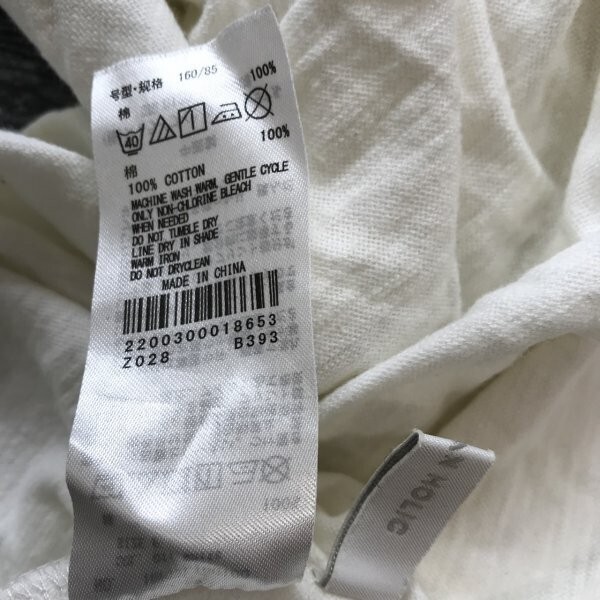 号型·规格 160/85
棉 100%
40
棉 100%
100% COTTON
MACHINE WASH WARM, GENTLE CYCLE
ONLY NON-CHLORINE BLEACH
WHEN NEEDED
DO NOT TUMBLE DRY
LINE DRY IN SHADE
WARM IRON
DO NOT DRYCLEAN
MADE IN CHINA
2200300018653
Z028 B393
HOLIC